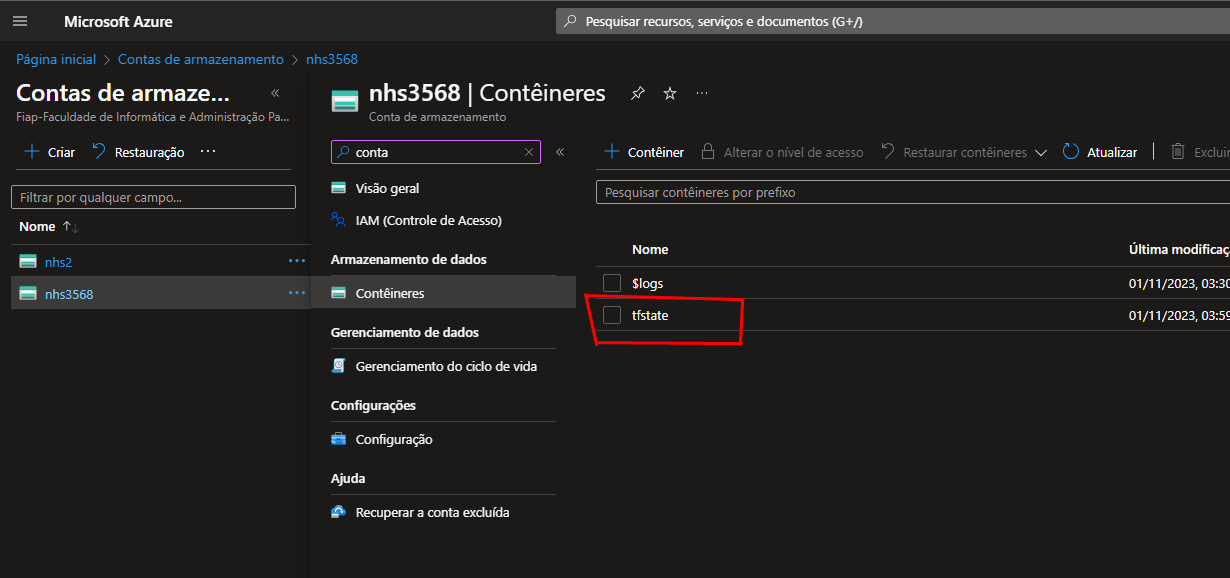 Microsoft Azure
Pesquisar recursos, serviços e documentos (G+/)
Página inicial > Contas de armazenamento > nhs3568
Contas de armaze...
Fiap-Faculdade de Informática e Administração Pa...
Criar Restauração ...
Filtrar por qualquer campo...
Nome
nhs2
nhs3568
nhs3568 | Contêineres
Conta de armazenamento
conta
Visão geral
IAM (Controle de Acesso)
Armazenamento de dados
Contêineres
Gerenciamento de dados
Gerenciamento do ciclo de vida
Configurações
Configuração
Ajuda
Recuperar a conta excluída
Contêiner Alterar o nível de acesso Restaurar contêineres Atualizar Excluir
Pesquisar contêineres por prefixo
Nome Última modificaç
$logs 01/11/2023, 03:30
tfstate 01/11/2023, 03:59